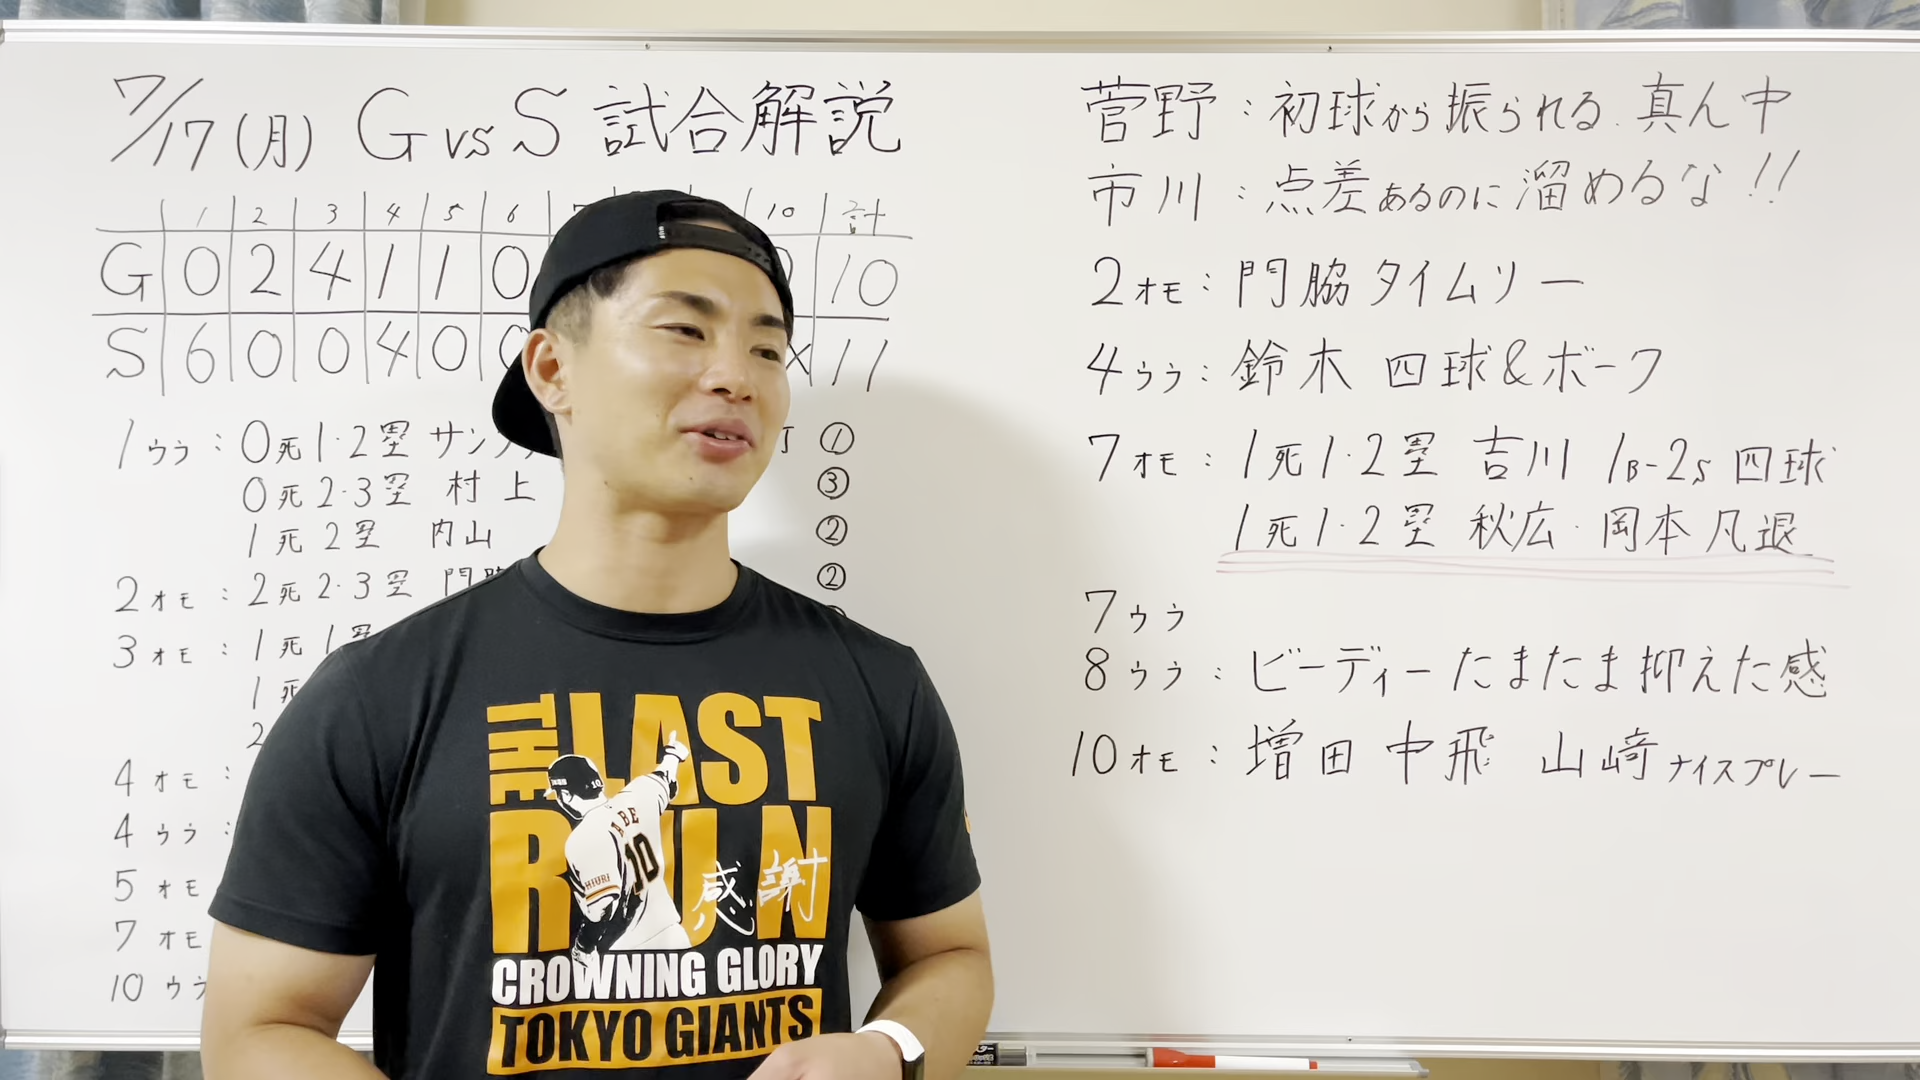 7/17(月) G vs S 試合解説
1 2 3 4 5 6 10 計
G 0 2 4 1 1 0 10
S 6 0 0 4 0 0 X 11
1ウラ : 0死1・2塁 サンタ ①
0死2・3塁 村上 ③
1死2塁 内山 ②
2オモ : 2死2・3塁 門脇 ②
3オモ : 1死1塁
1死
2
4オモ :
4ウラ :
5オモ
7オモ
10ウラ
菅野 : 初球から振られる. 真ん中
市川 : 点差あるのに溜めるな!!
2オモ : 門脇タイムリー
4ウラ : 鈴木 四球&ボーク
7オモ : 1死1・2塁 吉川 1B-2S 四球
1死1・2塁 秋広・岡本凡退
7ウラ
8ウラ : ビーディーたまたま抑えた感
10オモ : 増田中飛 山崎ナイスプレー
THE LAST
RUN
ABE
10
感謝
CROWNING GLORY
TOKYO GIANTS